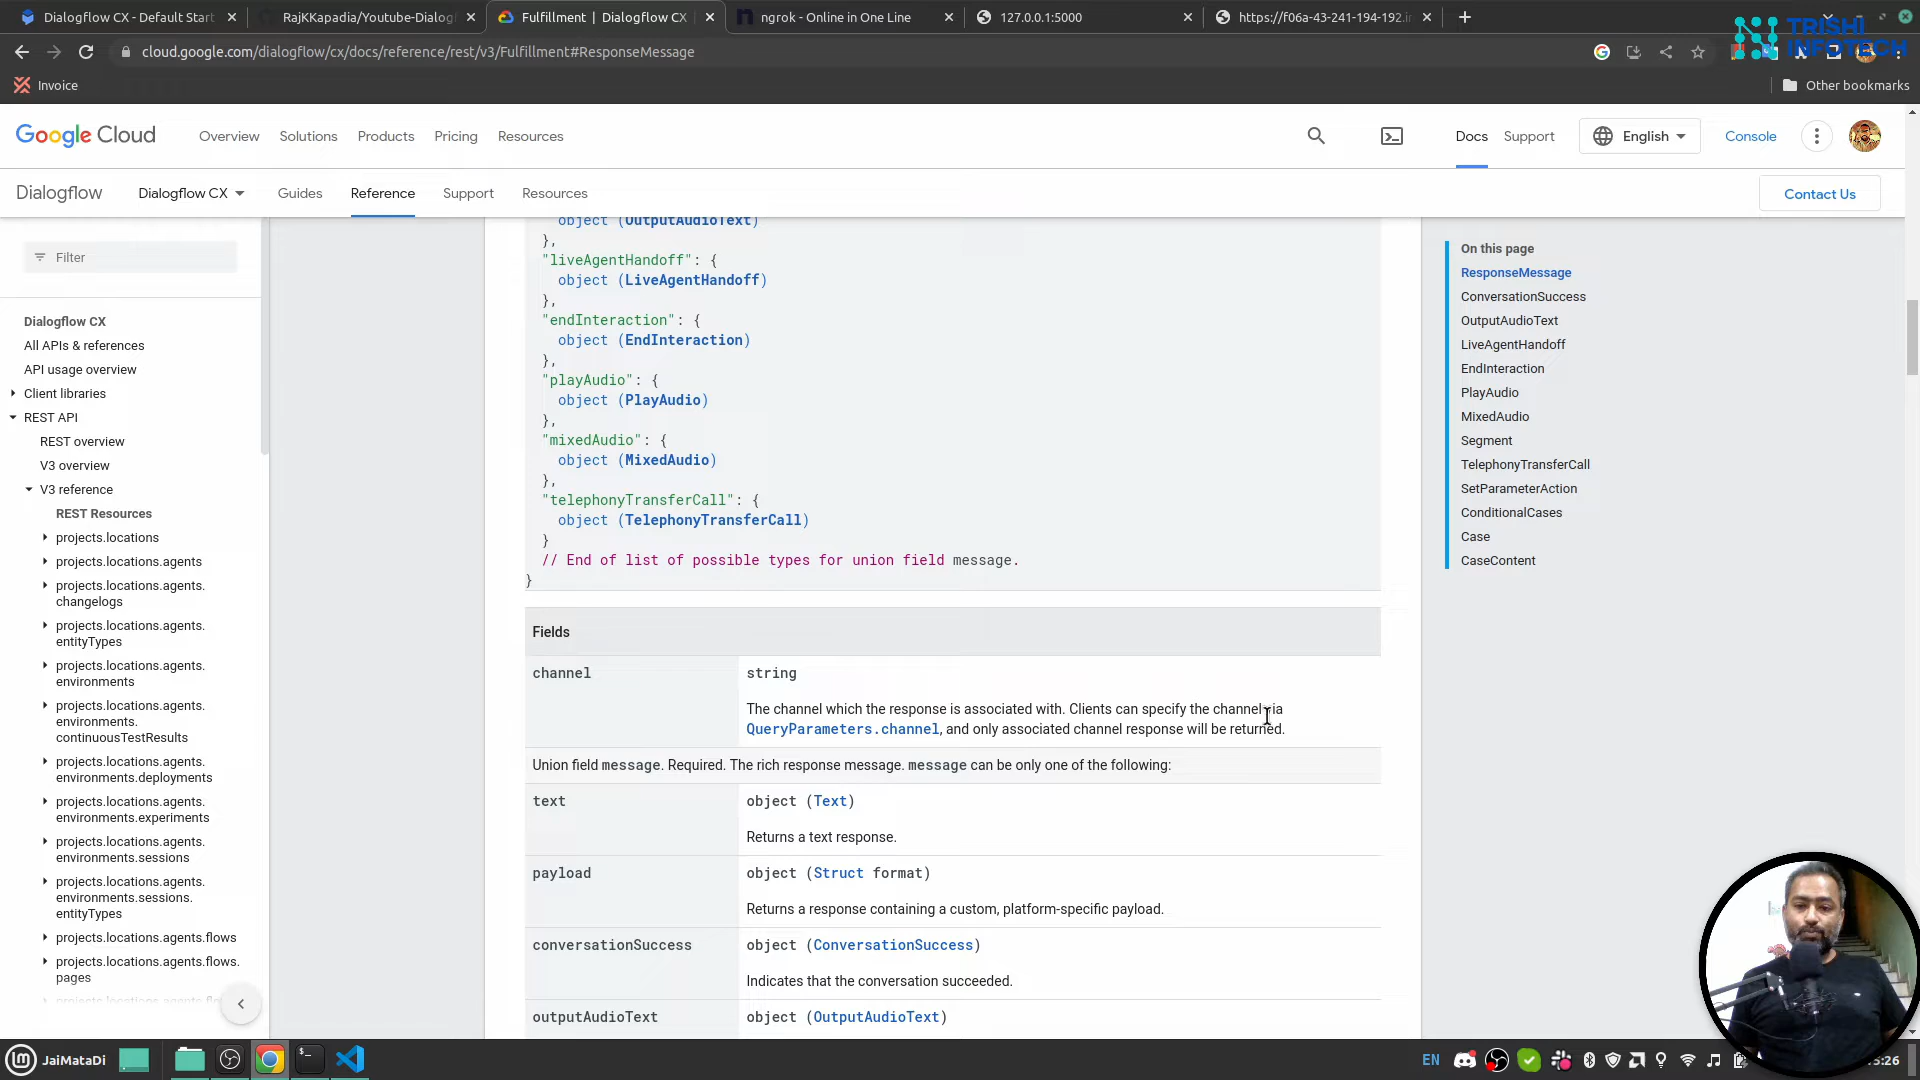 Dialogflow CX - Default Start
RajKKapadia/Youtube-Dialog
Fulfillment | Dialogflow CX
ngrok - Online in One Line
127.0.0.1:5000
https://f06a-43-241-194-192.in
cloud.google.com/dialogflow/cx/docs/reference/rest/v3/Fulfillment#ResponseMessage
TRISHI
INFOTECH
Invoice
Other bookmarks
Google Cloud
Overview
Solutions
Products
Pricing
Resources
Docs
Support
English
Console
Dialogflow
Dialogflow CX
Guides
Reference
Support
Resources
Contact Us
Filter
Dialogflow CX
All APIs & references
API usage overview
Client libraries
REST API
REST overview
V3 overview
V3 reference
REST Resources
projects.locations
projects.locations.agents
projects.locations.agents.
changelogs
projects.locations.agents.
entityTypes
projects.locations.agents.
environments
projects.locations.agents.
environments.
continuousTestResults
projects.locations.agents.
environments.deployments
projects.locations.agents.
environments.experiments
projects.locations.agents.
environments.sessions
projects.locations.agents.
environments.sessions.
entityTypes
projects.locations.agents.flows
projects.locations.agents.flows.
pages
object (OutputAudioText)
},
"liveAgentHandoff": {
object (LiveAgentHandoff)
},
"endInteraction": {
object (EndInteraction)
},
"playAudio": {
object (PlayAudio)
},
"mixedAudio": {
object (MixedAudio)
},
"telephonyTransferCall": {
object (TelephonyTransferCall)
}
// End of list of possible types for union field message.
}
Fields
channel
string
The channel which the response is associated with. Clients can specify the channel via
QueryParameters.channel, and only associated channel response will be returned.
Union field message. Required. The rich response message. message can be only one of the following:
text
object (Text)
Returns a text response.
payload
object (Struct format)
Returns a response containing a custom, platform-specific payload.
conversationSuccess
object (ConversationSuccess)
Indicates that the conversation succeeded.
outputAudioText
object (OutputAudioText)
On this page
ResponseMessage
ConversationSuccess
OutputAudioText
LiveAgentHandoff
EndInteraction
PlayAudio
MixedAudio
Segment
TelephonyTransferCall
SetParameterAction
ConditionalCases
Case
CaseContent
JaiMataDi
EN